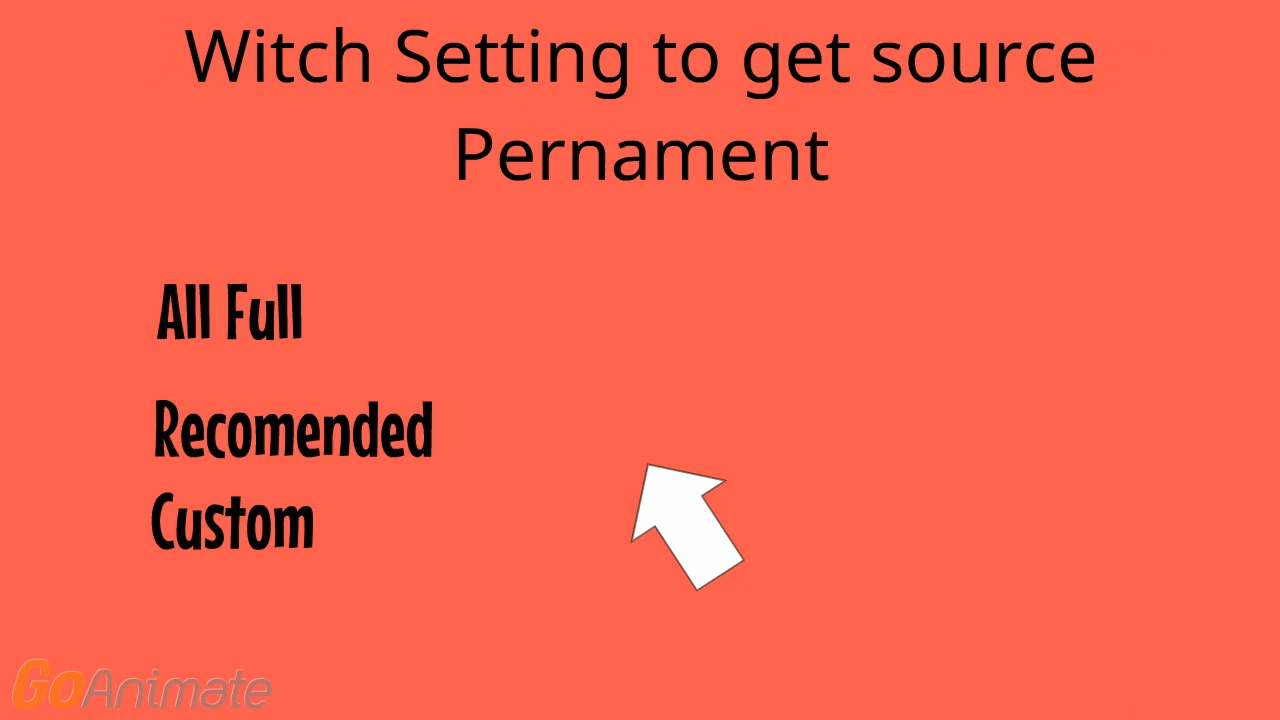 Witch Setting to get source
Pernament
All Full
Recomended
Custom
GoAnimate